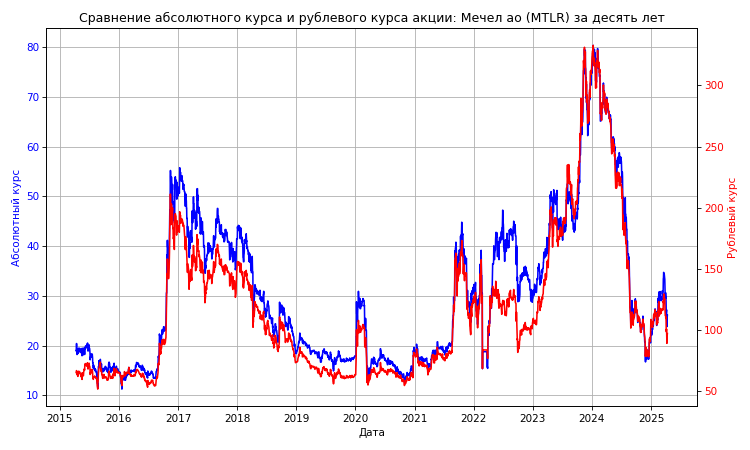 Сравнение абсолютного курса и рублевого курса акции: Мечел ао (MTLR) за десять лет
80
70
60
50
40
30
20
10
Абсолютный курс
300
250
200
150
100
50
Рублевый курс
2015 2016 2017 2018 2019 2020 2021 2022 2023 2024 2025
Дата